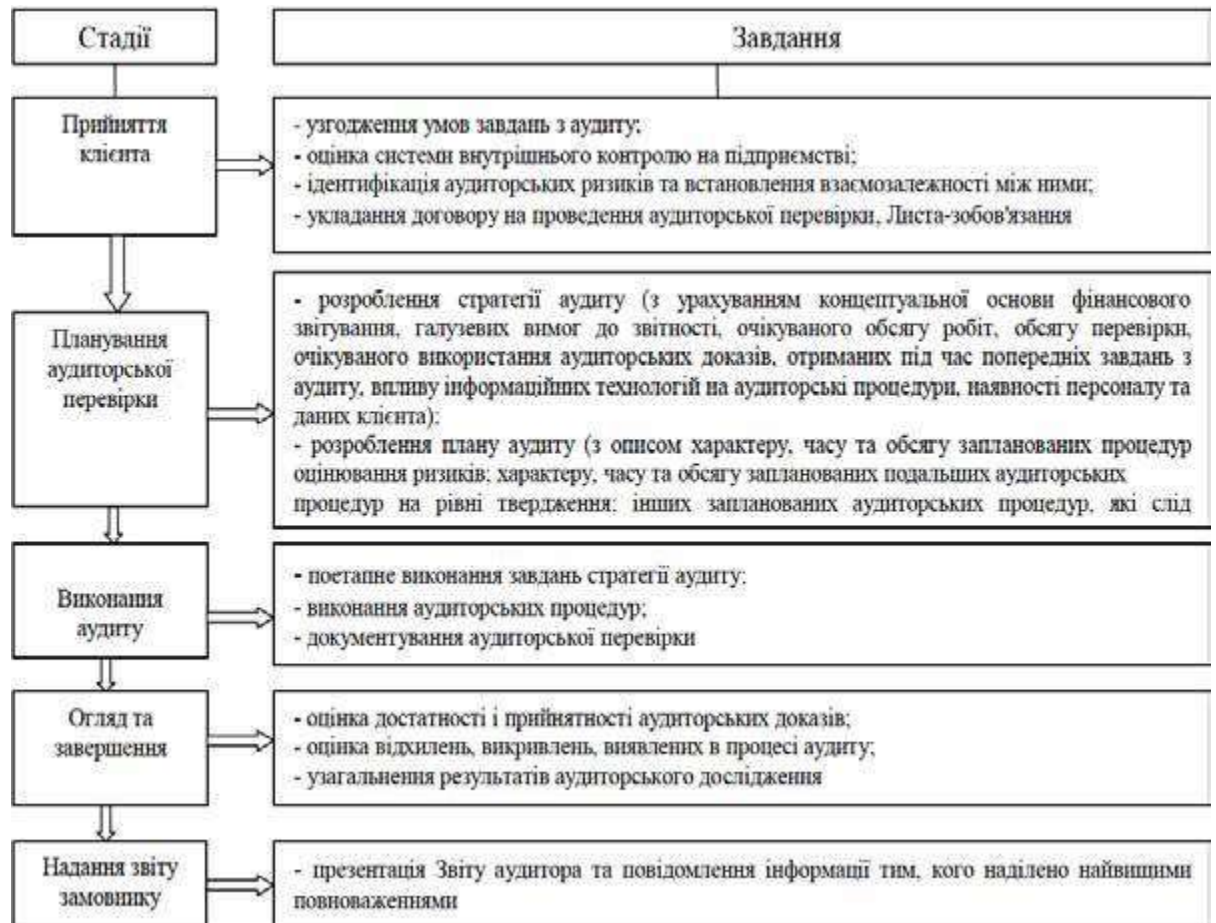 Стадії
Завдання
Прийняття
клієнта
- узгодження умов завдань з аудиту;
- оцінка системи внутрішнього контролю на підприємстві;
- ідентифікація аудиторських ризиків та встановлення взаємозалежності між ними;
- укладання договору на проведення аудиторської перевірки, Листа-зобов'язання
Планування
аудиторської
перевірки
- розроблення стратегії аудиту (з урахуванням концептуальної основи фінансового
звітування, галузевих вимог до звітності, очікуваного обсягу робіт, обсягу перевірки,
очікуваного використання аудиторських доказів, отриманих під час попередніх завдань з
аудиту, впливу інформаційних технологій на аудиторські процедури, наявності персоналу та
даних клієнта);
- розроблення плану аудиту (з описом характеру, часу та обсягу запланованих процедур
оцінювання ризиків; характеру, часу та обсягу запланованих подальших аудиторських
процедур на рівні твердження; інших запланованих аудиторських процедур, які слід
Виконання
аудиту
- поетапне виконання завдань стратегії аудиту;
- виконання аудиторських процедур;
- документування аудиторської перевірки
Огляд та
завершення
- оцінка достатності і прийнятності аудиторських доказів;
- оцінка відхилень, викривлень, виявлених в процесі аудиту;
- узагальнення результатів аудиторського дослідження
Надання звіту
замовнику
- презентація Звіту аудитора та повідомлення інформації тим, кого наділено найвищими
повноваженнями